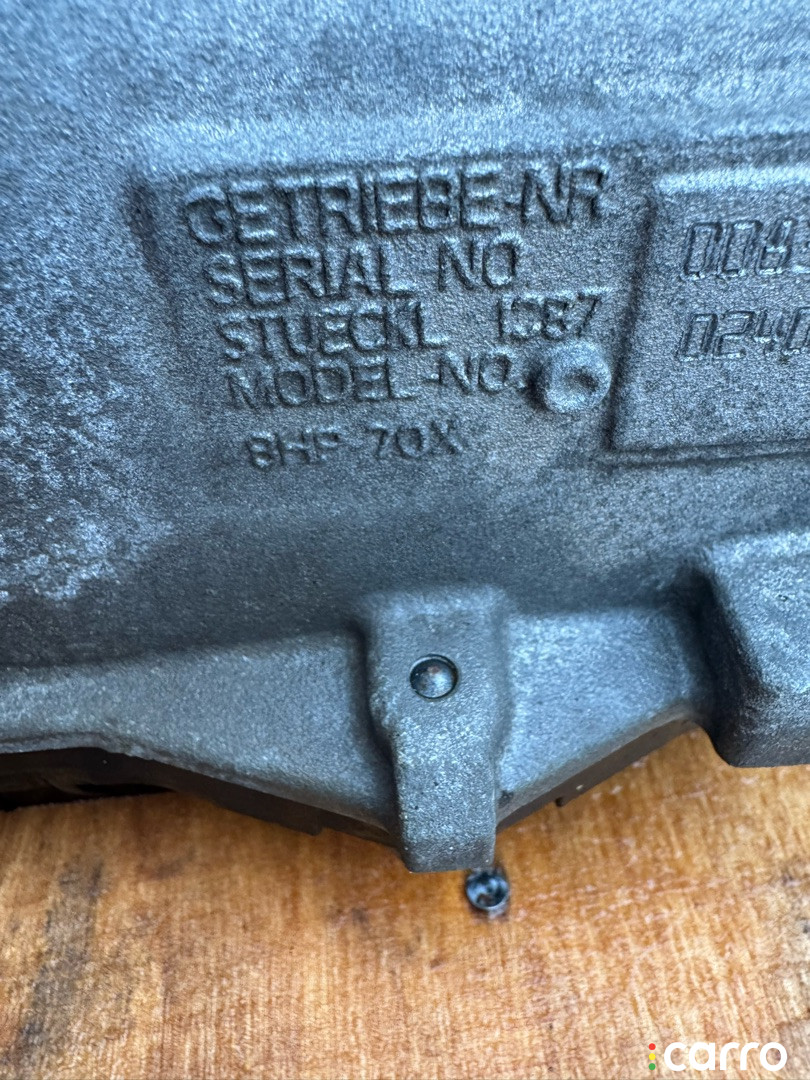 GETRIEBE-NR
SERIAL-NO
STUECKL 1087
MODEL-NO.
8HP-70X
carro